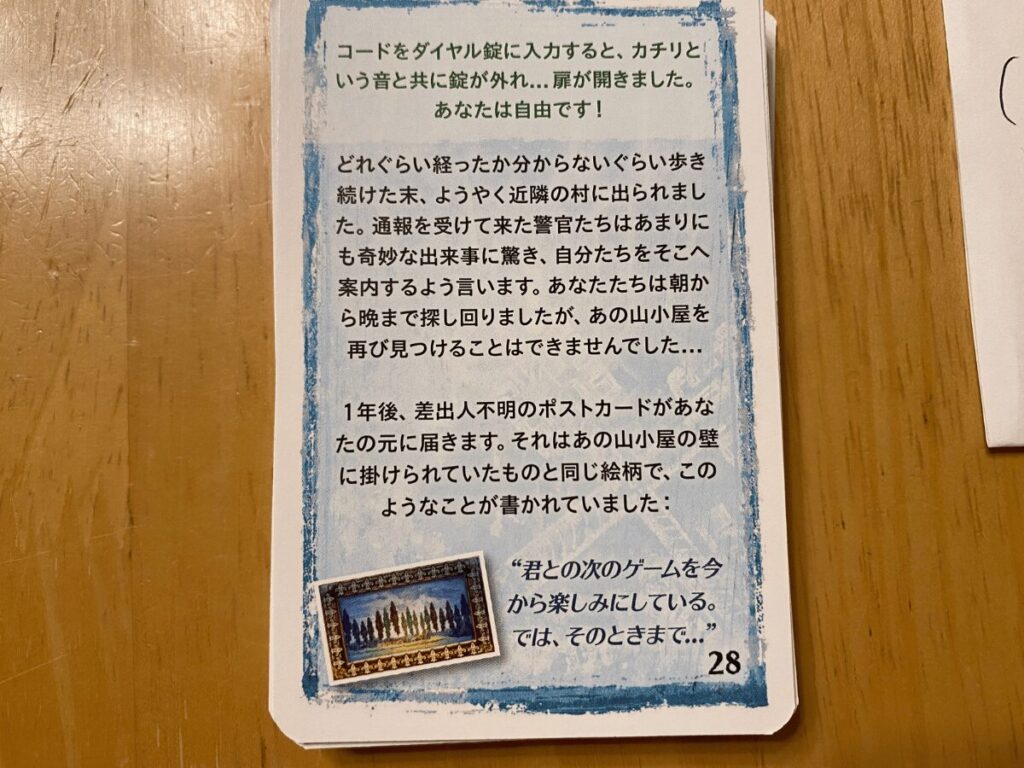 コードをダイヤル錠に入力すると、カチリと
いう音と共に錠が外れ…扉が開きました。
あなたは自由です！
どれぐらい経ったか分からないぐらい歩き
続けた末、ようやく近隣の村に出られまし
た。通報を受けて来た警官たちはあまりに
も奇妙な出来事に驚き、自分たちをそこへ
案内するよう言います。あなたたちは朝か
ら晩まで探し回りましたが、あの山小屋を
再び見つけることはできませんでした…
1年後、差出人不明のポストカードがあな
たの元に届きます。それはあの山小屋の壁
に掛けられていたものと同じ絵柄で、この
ようなことが書かれていました：
“君との次のゲームを今
から楽しみにしている。
では、そのときまで…”
28